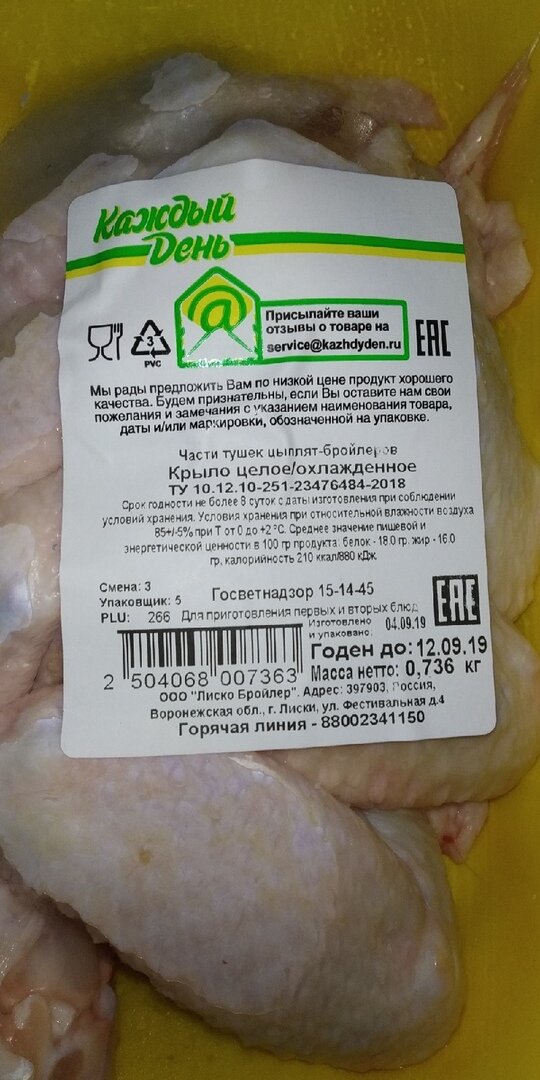 Каждый
День
Присылайте ваши
отзывы о товаре на
service@kazhdyden.ru
EAC
3
PVC
Мы рады предложить Вам по низкой цене продукт хорошего
качества. Будем признательны, если Вы оставите нам свои
пожелания и замечания с указанием наименования товара,
даты и/или маркировки, обозначенной на упаковке.
Части тушек цыплят-бройлеров
Крыло целое/охлажденное
ТУ 10.12.10-251-23476484-2018
Срок годности не более 8 суток с даты изготовления при соблюдении
условий хранения. Условия хранения при относительной влажности воздуха
85+/-5% при Т от 0 до +2 °С. Среднее значение пищевой и
энергетической ценности в 100 гр продукта: белок - 18.0 гр. жир - 16.0
гр, калорийность 210 ккал/880 кДж.
Смена: 3
Упаковщик: 5
Госветнадзор 15-14-45
EAC
PLU: 266 Для приготовления первых и вторых блюд
Изготовлено
и упаковано: 04.09.19
Годен до: 12.09.19
Масса нетто: 0,736 кг
2 504068 007363
ООО "Лиско Бройлер". Адрес: 397903, Россия,
Воронежская обл., г. Лиски, ул. Фестивальная д.4
Горячая линия - 88002341150